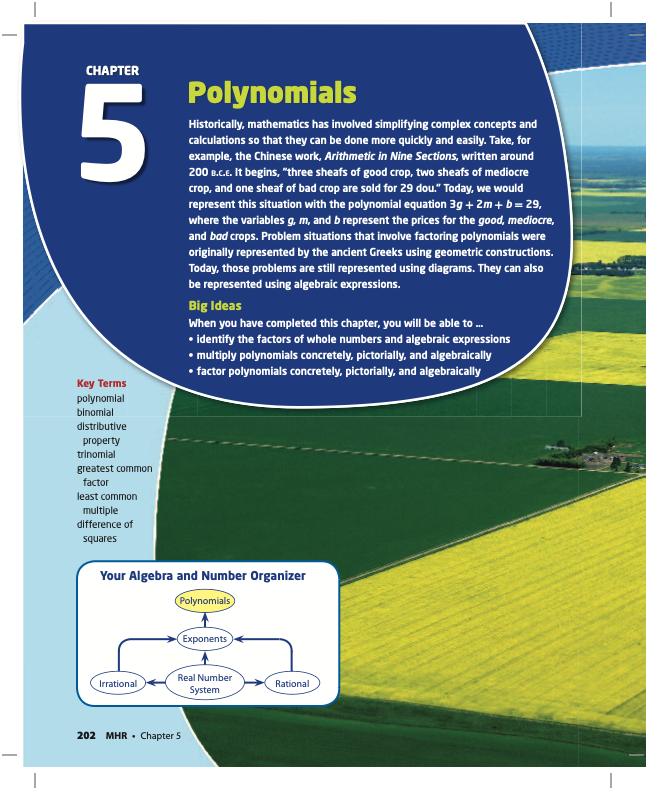 CHAPTER
5
Polynomials
Historically, mathematics has involved simplifying complex concepts and
calculations so that they can be done more quickly and easily. Take, for
example, the Chinese work, Arithmetic in Nine Sections, written around
200 B.C.E. It begins, “three sheafs of good crop, two sheafs of mediocre
crop, and one sheaf of bad crop are sold for 29 dou.” Today, we would
represent this situation with the polynomial equation 3g + 2m + b = 29,
where the variables g, m, and b represent the prices for the good, mediocre,
and bad crops. Problem situations that involve factoring polynomials were
originally represented by the ancient Greeks using geometric constructions.
Today, those problems are still represented using diagrams. They can also
be represented using algebraic expressions.
Big Ideas
When you have completed this chapter, you will be able to …
• identify the factors of whole numbers and algebraic expressions
• multiply polynomials concretely, pictorially, and algebraically
• factor polynomials concretely, pictorially, and algebraically
Key Terms
polynomial
binomial
distributive
property
trinomial
greatest common
factor
least common
multiple
difference of
squares
Your Algebra and Number Organizer
Polynomials
Exponents
Irrational
Real Number
System
Rational
202 MHR • Chapter 5